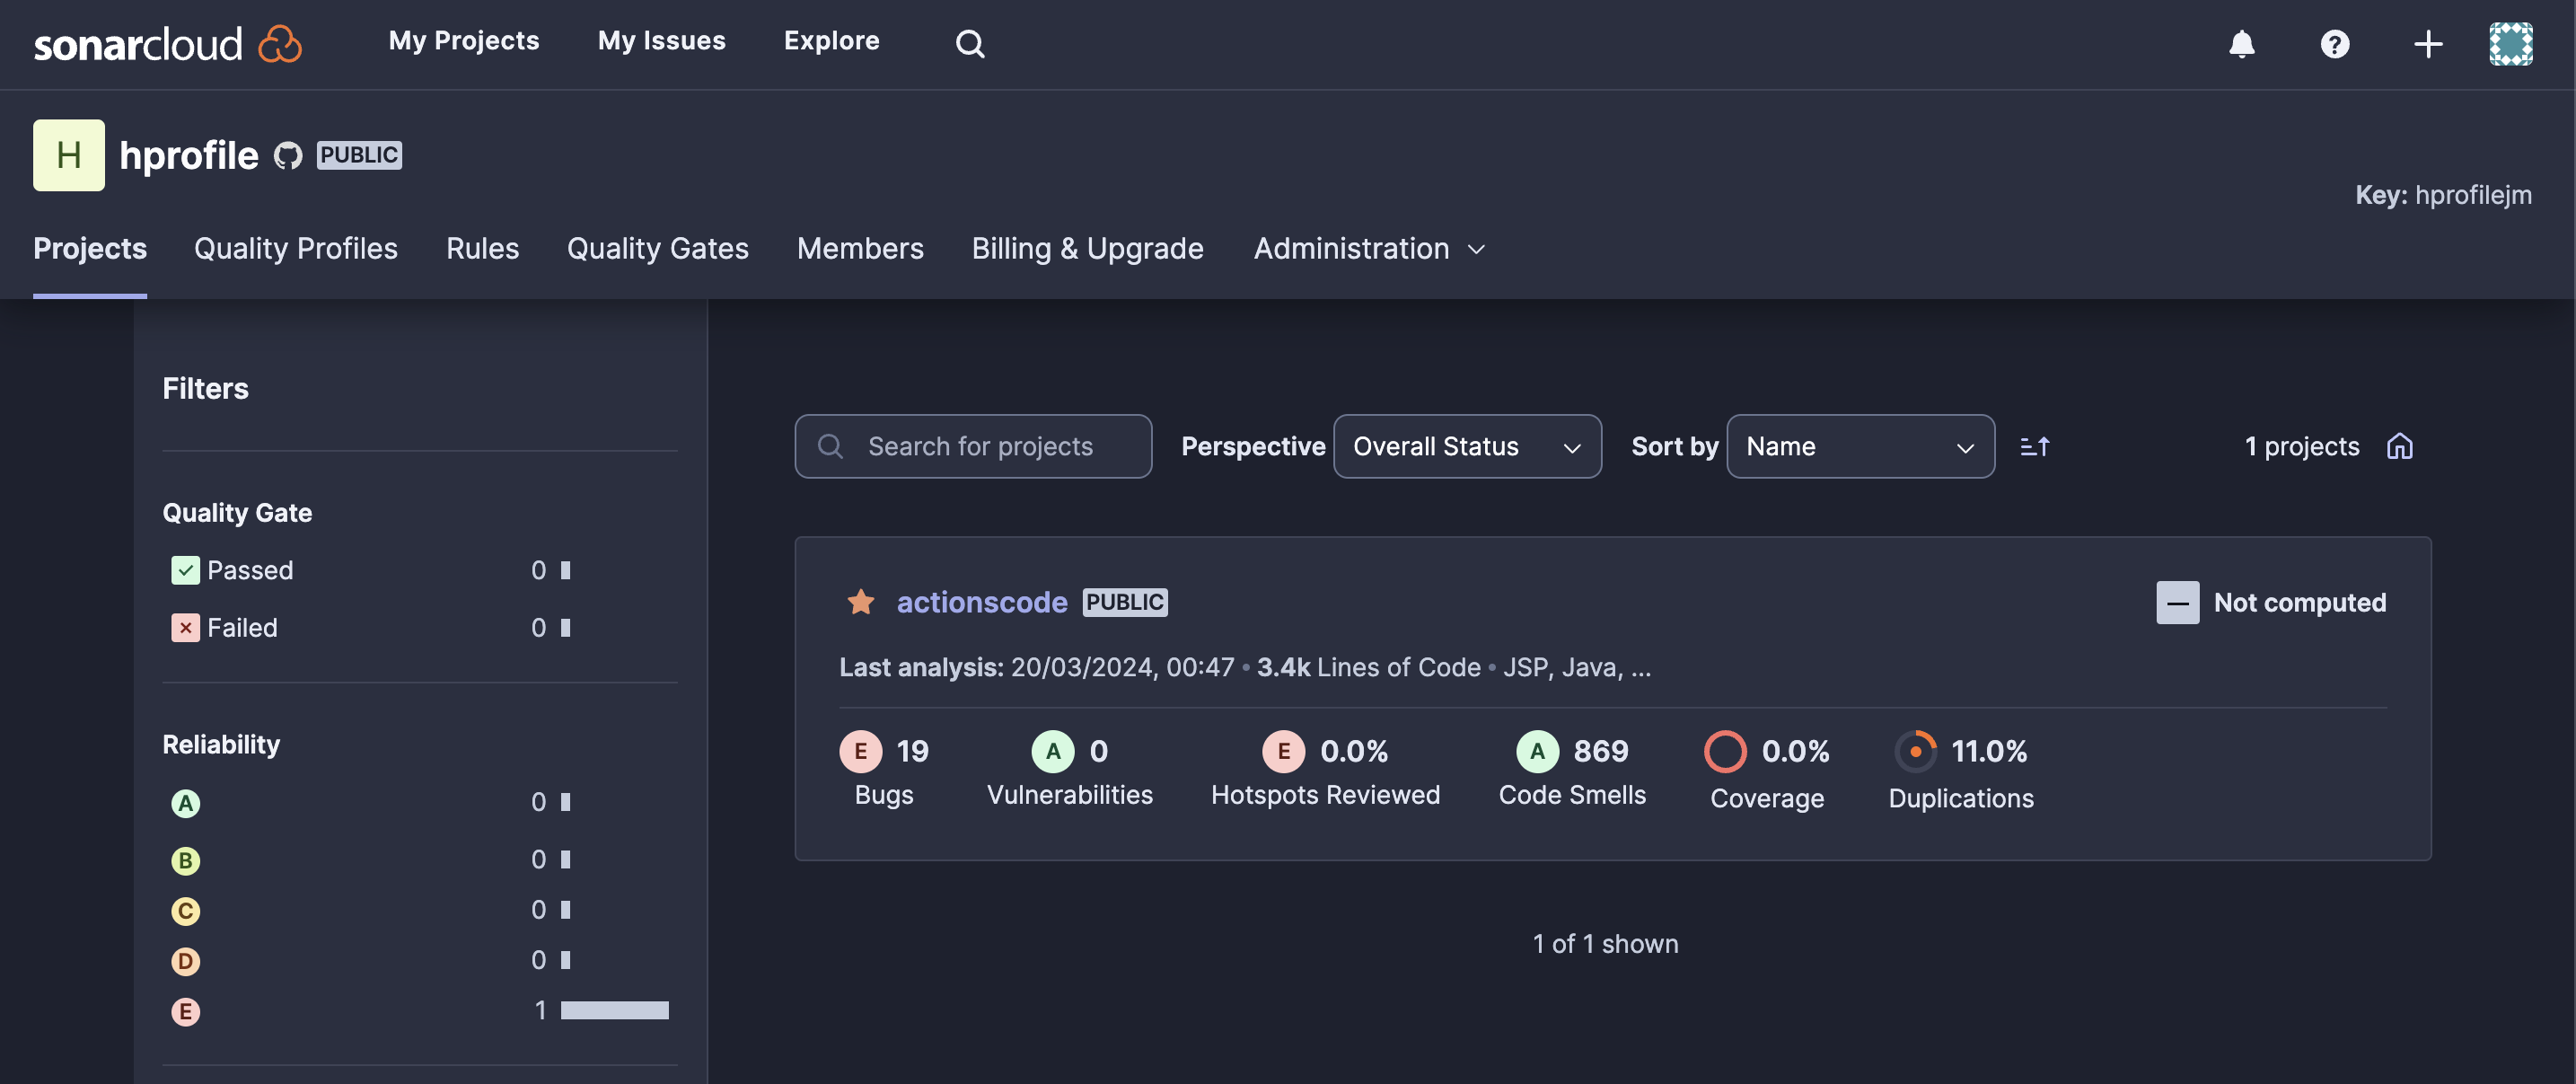 sonarcloud My Projects My Issues Explore
H hprofile PUBLIC
Key: hprofilejm
Projects Quality Profiles Rules Quality Gates Members Billing & Upgrade Administration
Filters
Quality Gate
Passed 0
Failed 0
Reliability
A 0
B 0
C 0
D 0
E 1
Search for projects Perspective Overall Status Sort by Name 1 projects
actionscode PUBLIC Not computed
Last analysis: 20/03/2024, 00:47 • 3.4k Lines of Code • JSP, Java, ...
E 19 A 0 E 0.0% A 869 0.0% 11.0%
Bugs Vulnerabilities Hotspots Reviewed Code Smells Coverage Duplications
1 of 1 shown